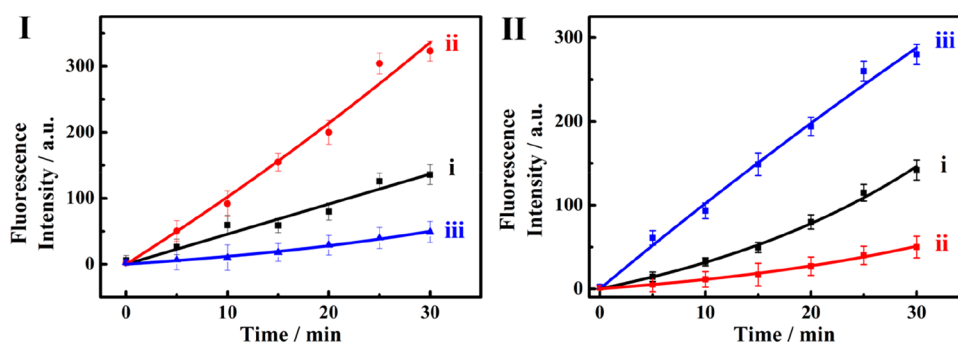 I
Fluorescence
Intensity / a.u.
300
200
100
0
ii
i
iii
0 10 20 30
Time / min
II
Fluorescence
Intensity / a.u.
300
200
100
0
iii
i
ii
0 10 20 30
Time / min